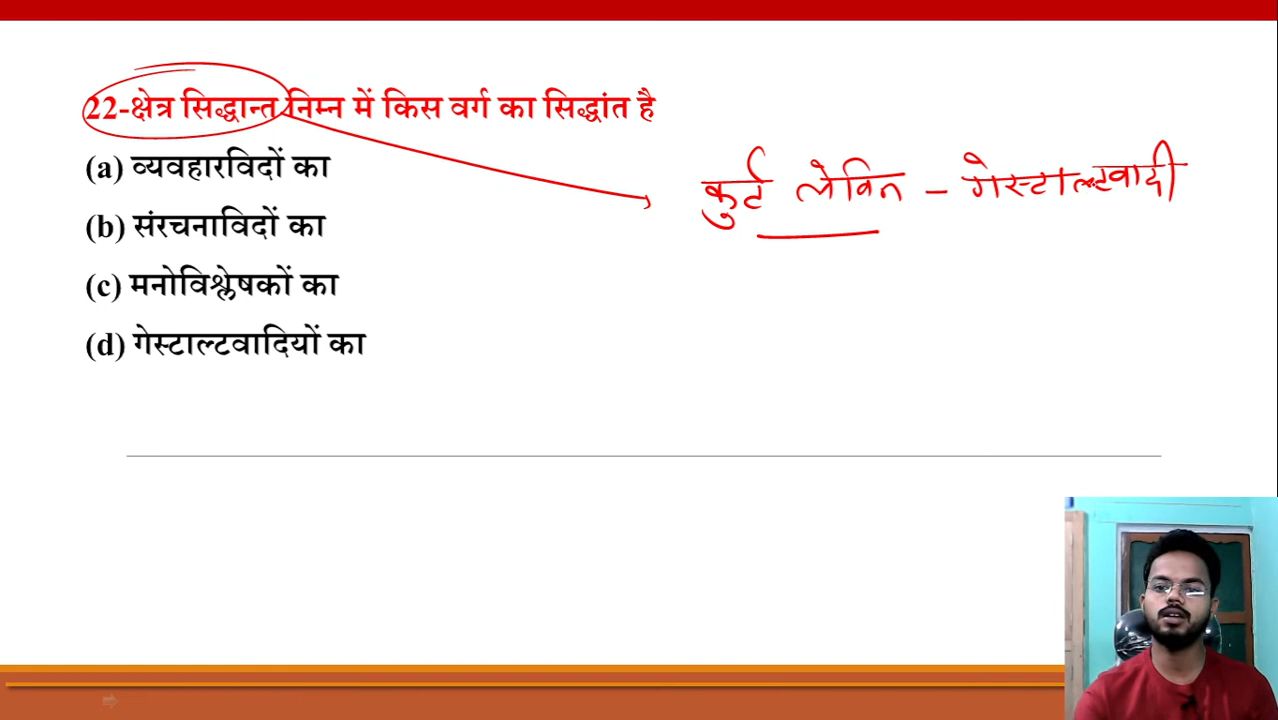 22-क्षेत्र सिद्धान्त निम्न में किस वर्ग का सिद्धांत है
(a) व्यवहारविदों का
(b) संरचनाविदों का
(c) मनोविश्लेषकों का
(d) गेस्टाल्टवादियों का
कुर्ट लेविन – गेस्टाल्टवादी